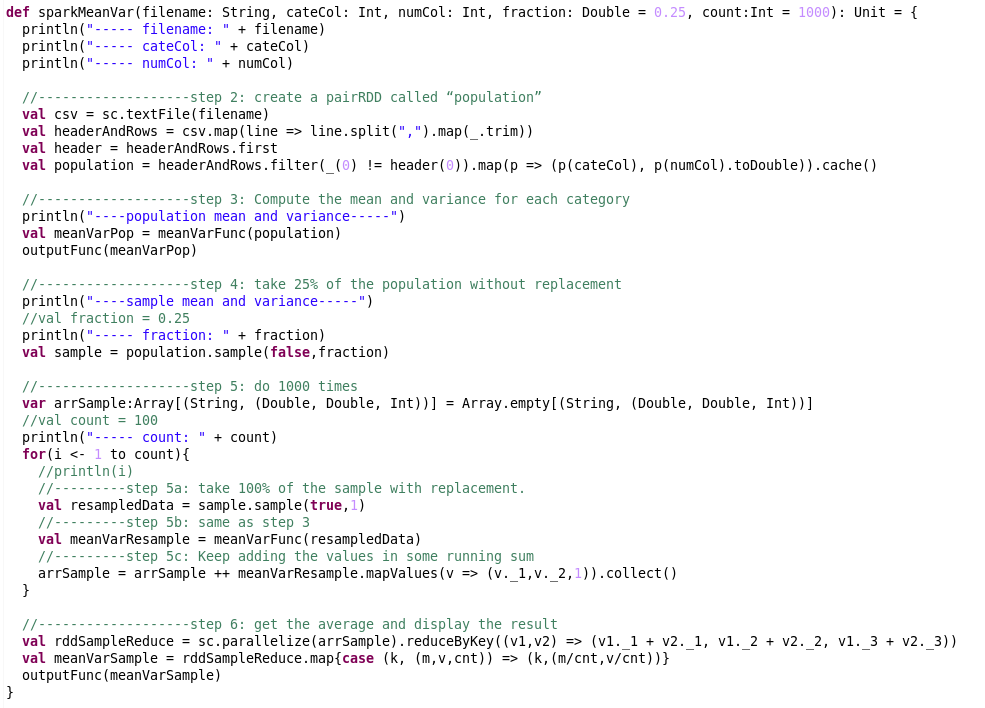 def sparkMeanVar(filename: String, cateCol: Int, numCol: Int, fraction: Double = 0.25, count:Int = 1000): Unit = {
  println("----- filename: " + filename)
  println("----- cateCol: " + cateCol)
  println("----- numCol: " + numCol)

  //-------------------step 2: create a pairRDD called “population”
  val csv = sc.textFile(filename)
  val headerAndRows = csv.map(line => line.split(",").map(_.trim))
  val header = headerAndRows.first
  val population = headerAndRows.filter(_(0) != header(0)).map(p => (p(cateCol), p(numCol).toDouble)).cache()

  //-------------------step 3: Compute the mean and variance for each category
  println("----population mean and variance-----")
  val meanVarPop = meanVarFunc(population)
  outputFunc(meanVarPop)

  //-------------------step 4: take 25% of the population without replacement
  println("----sample mean and variance-----")
  //val fraction = 0.25
  println("----- fraction: " + fraction)
  val sample = population.sample(false,fraction)

  //-------------------step 5: do 1000 times
  var arrSample:Array[(String, (Double, Double, Int))] = Array.empty[(String, (Double, Double, Int))]
  //val count = 100
  println("----- count: " + count)
  for(i <- 1 to count){
    //println(i)
    //---------step 5a: take 100% of the sample with replacement.
    val resampledData = sample.sample(true,1)
    //---------step 5b: same as step 3
    val meanVarResample = meanVarFunc(resampledData)
    //---------step 5c: Keep adding the values in some running sum
    arrSample = arrSample ++ meanVarResample.mapValues(v => (v._1,v._2,1)).collect()
  }

  //-------------------step 6: get the average and display the result
  val rddSampleReduce = sc.parallelize(arrSample).reduceByKey((v1,v2) => (v1._1 + v2._1, v1._2 + v2._2, v1._3 + v2._3))
  val meanVarSample = rddSampleReduce.map{case (k, (m,v,cnt)) => (k,(m/cnt,v/cnt))}
  outputFunc(meanVarSample)
}